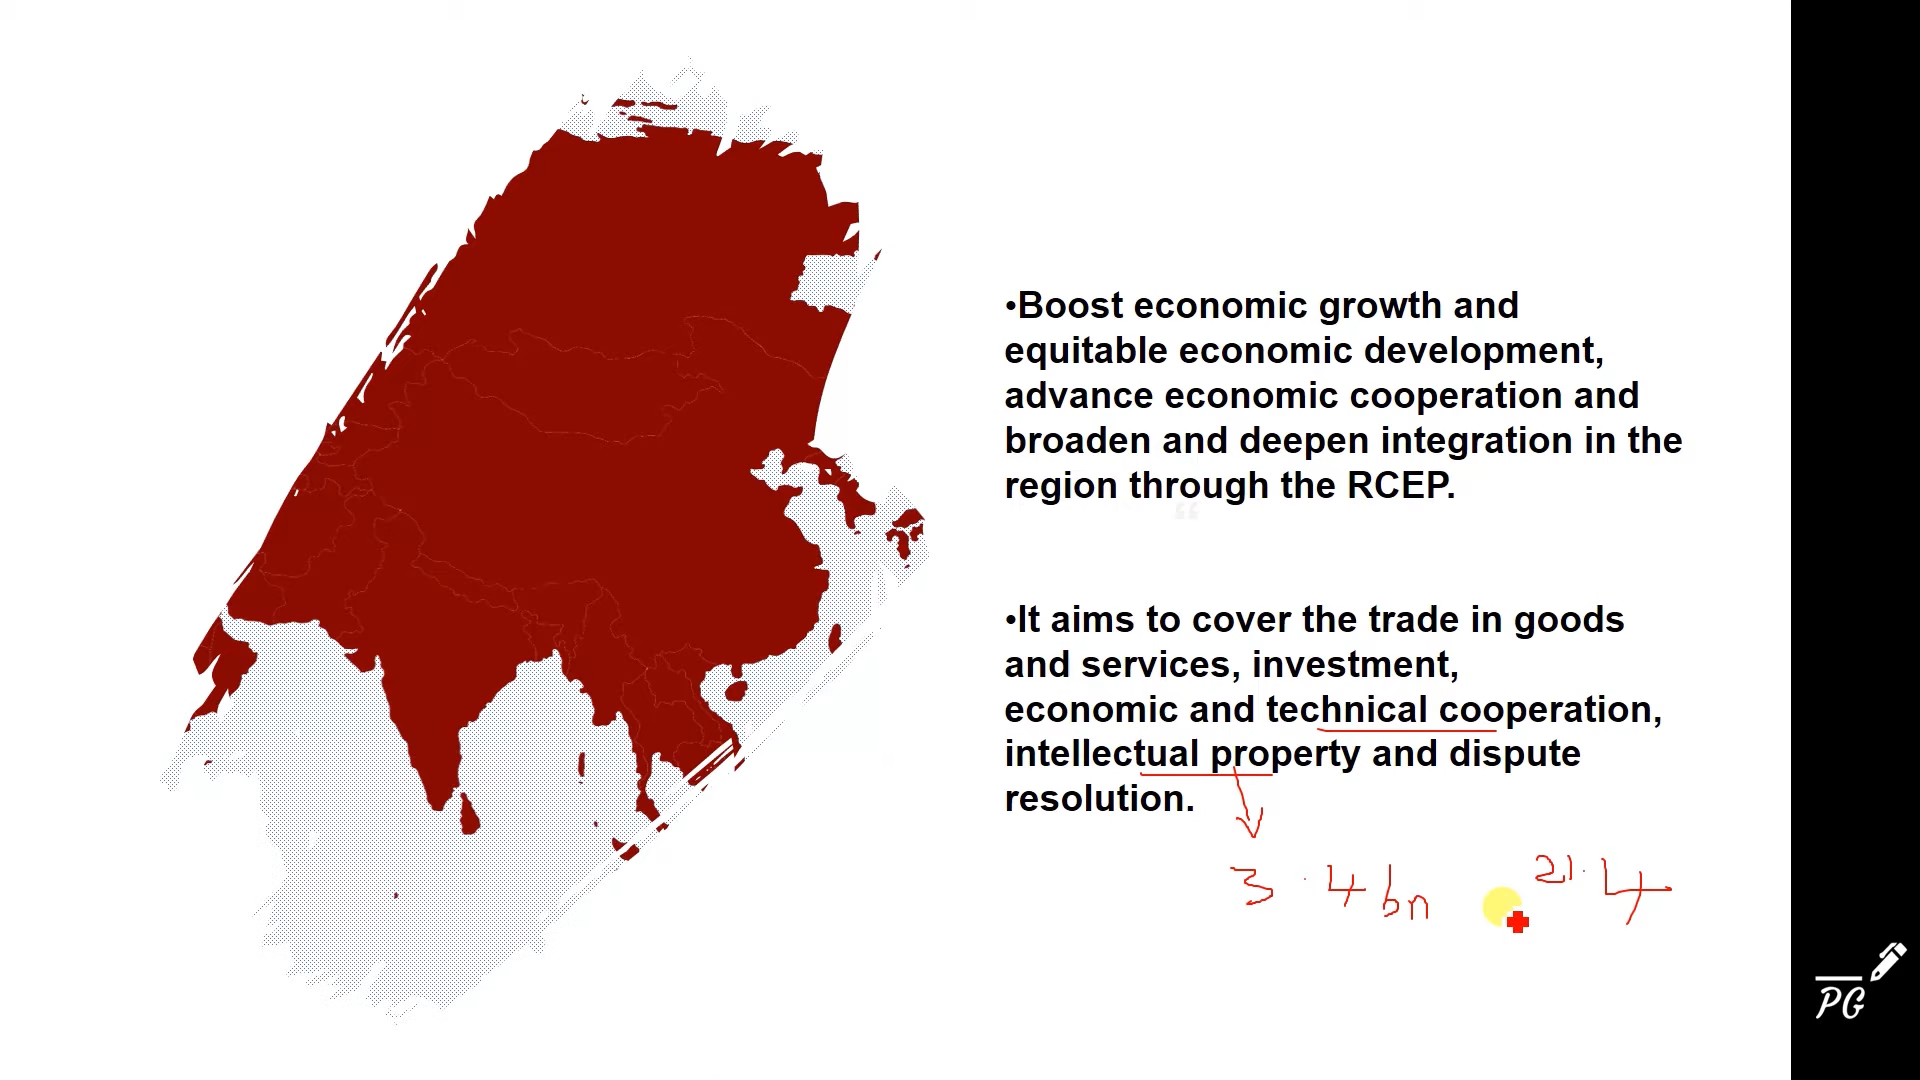 •Boost economic growth and
equitable economic development,
advance economic cooperation and
broaden and deepen integration in the
region through the RCEP.
“
•It aims to cover the trade in goods
and services, investment,
economic and technical cooperation,
intellectual property and dispute
resolution.
3.4 bn 21.4
PG